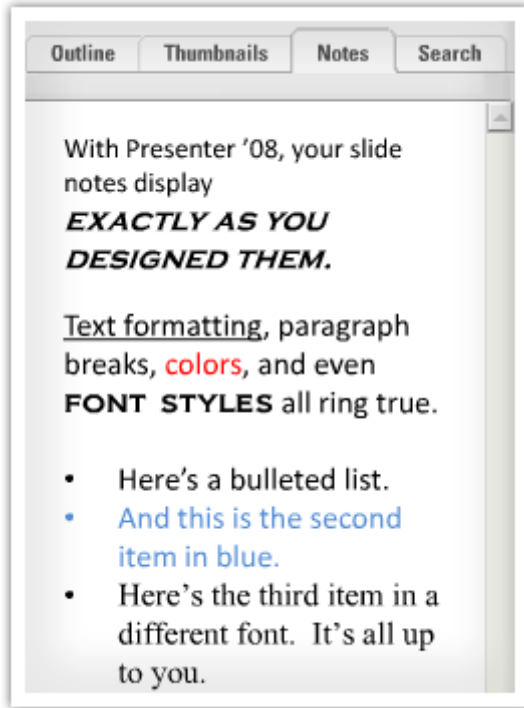 Outline Thumbnails Notes Search
With Presenter ’08, your slide
notes display
EXACTLY AS YOU
DESIGNED THEM.
Text formatting, paragraph
breaks, colors, and even
FONT STYLES all ring true.
• Here’s a bulleted list.
• And this is the second
item in blue.
• Here’s the third item in a
different font.  It’s all up
to you.